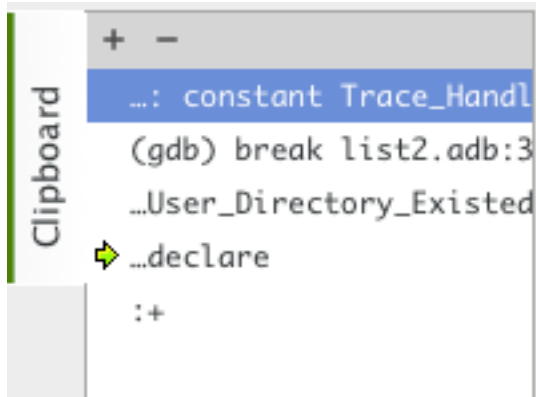 + −
Clipboard
…: constant Trace_Handl
(gdb) break list2.adb:3
…User_Directory_Existed
…declare
:+